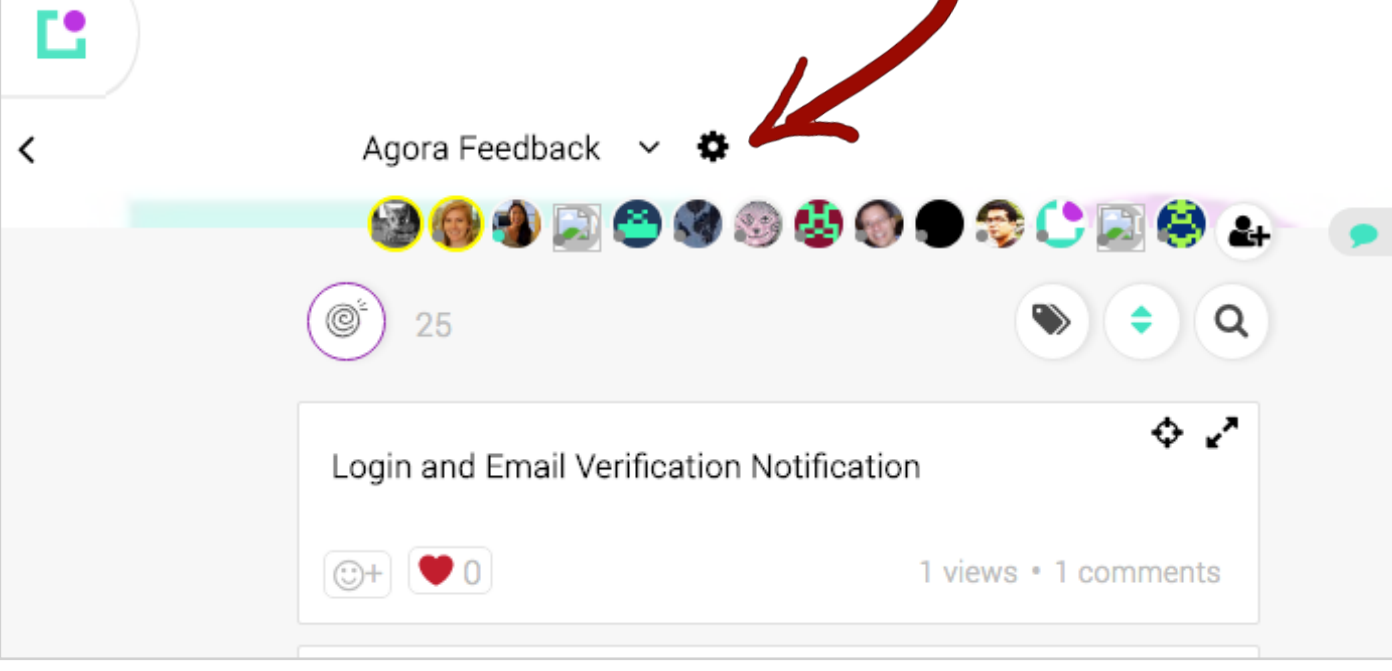 Agora Feedback
25
Login and Email Verification Notification
0
1 views • 1 comments